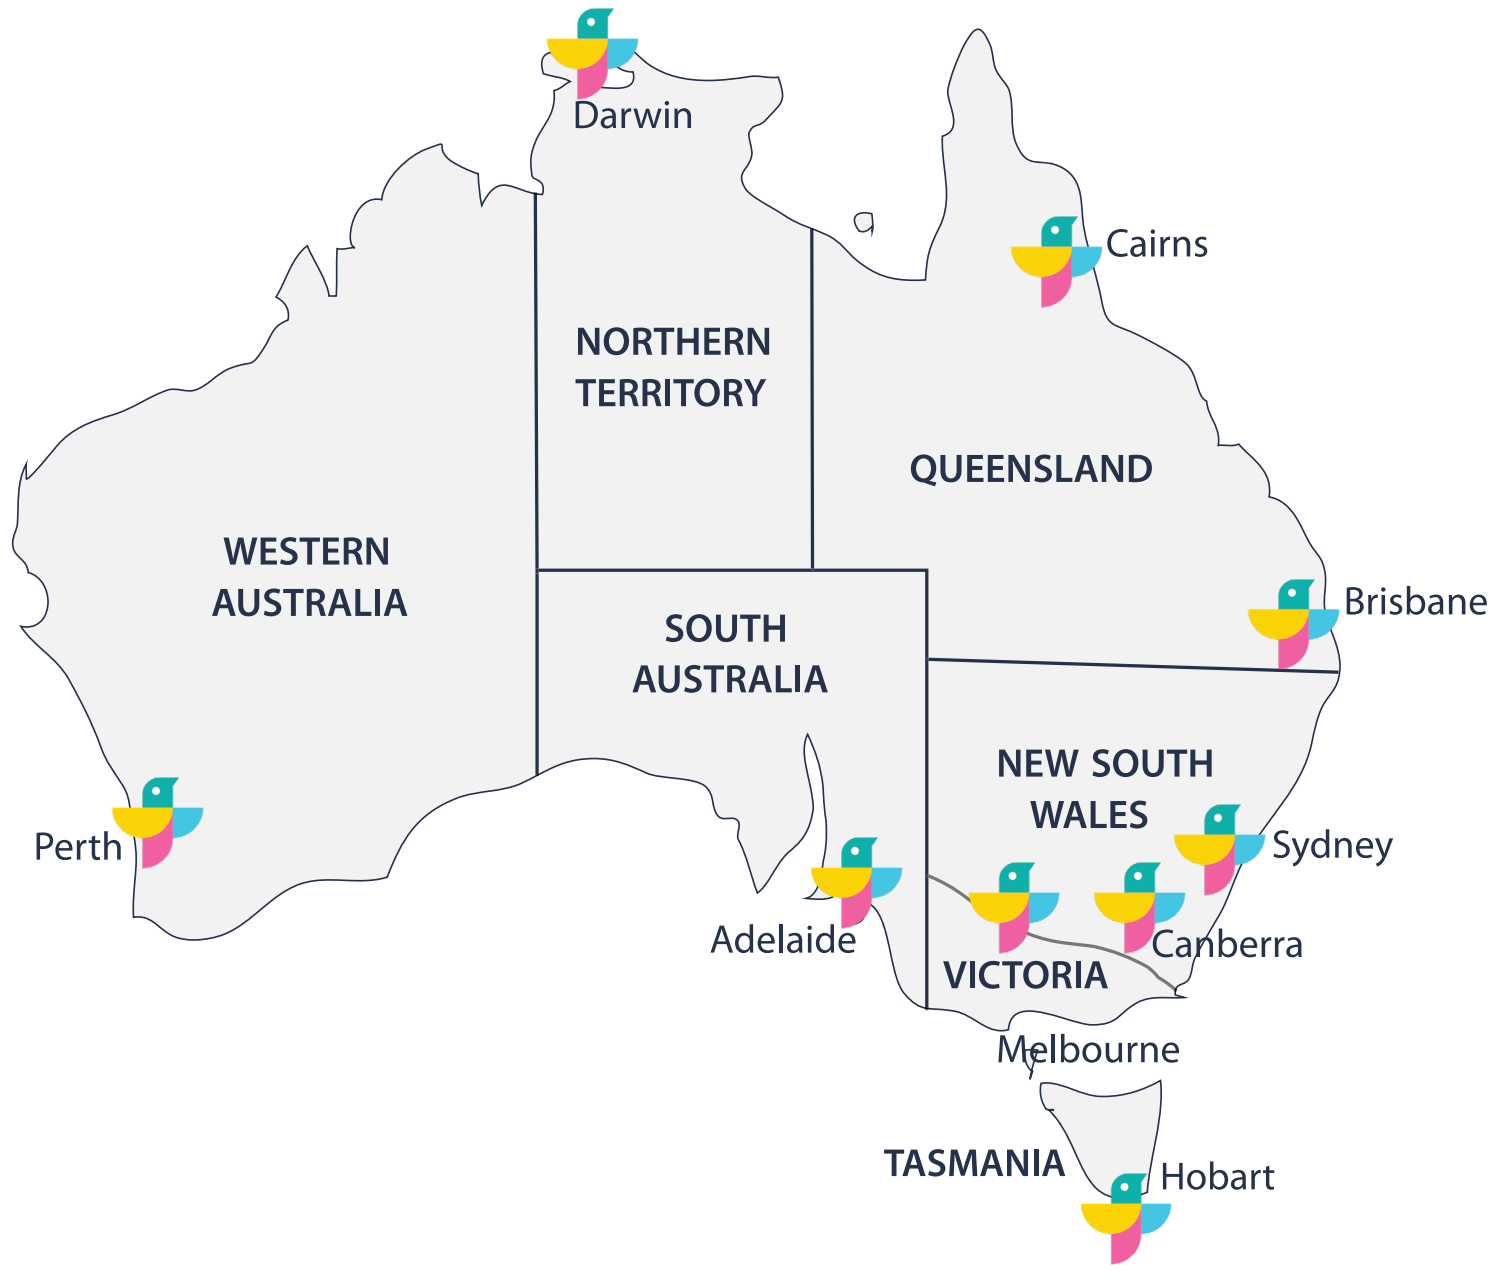 Darwin
Cairns
NORTHERN
TERRITORY
QUEENSLAND
WESTERN
AUSTRALIA
Brisbane
SOUTH
AUSTRALIA
NEW SOUTH
WALES
Perth
Sydney
Adelaide
Canberra
VICTORIA
Melbourne
TASMANIA
Hobart